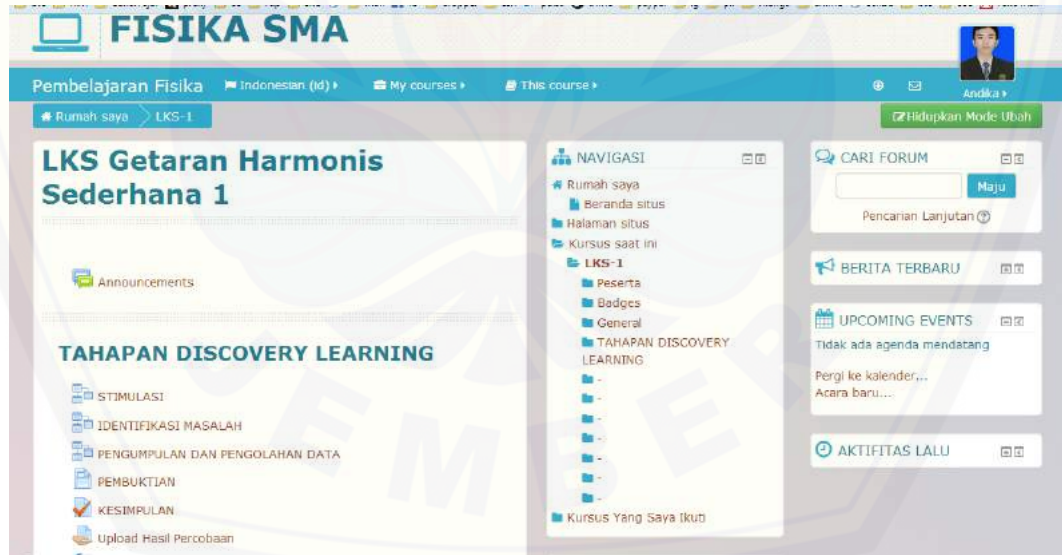 FISIKA SMA
Pembelajaran Fisika Indonesian (id) My courses This course Andika
Rumah saya LKS-1 Hidupkan Mode Ubah
LKS Getaran Harmonis
Sederhana 1
Announcements
TAHAPAN DISCOVERY LEARNING
STIMULASI
IDENTIFIKASI MASALAH
PENGUMPULAN DAN PENGOLAHAN DATA
PEMBUKTIAN
KESIMPULAN
Upload Hasil Percobaan
NAVIGASI
Rumah saya
Beranda situs
Halaman situs
Kursus saat ini
LKS-1
Peserta
Badges
General
TAHAPAN DISCOVERY
LEARNING
-
-
-
-
-
-
-
Kursus Yang Saya Ikuti
CARI FORUM
Maju
Pencarian Lanjutan
BERITA TERBARU
UPCOMING EVENTS
Tidak ada agenda mendatang
Pergi ke kalender...
Acara baru...
AKTIFITAS LALU
JEMBER